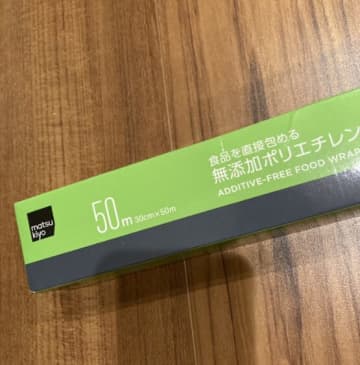 matsu
kiyo
50m 30cm×50m
食品を直接包める
無添加ポリエチレン
ADDITIVE-FREE FOOD WRAP